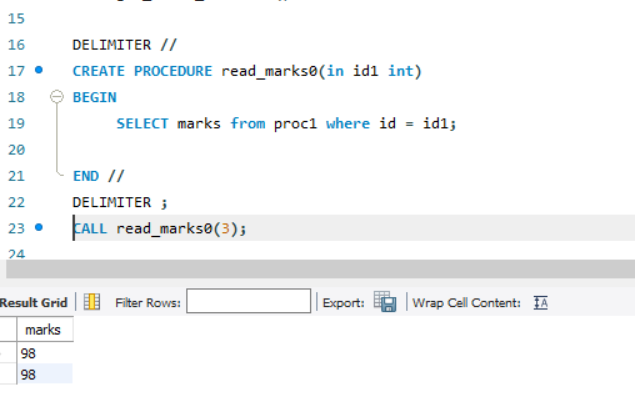 15
16 DELIMITER //
17 CREATE PROCEDURE read_marks0(in id1 int)
18 BEGIN
19 SELECT marks from proc1 where id = id1;
20
21 END //
22 DELIMITER ;
23 CALL read_marks0(3);
24
Result Grid Filter Rows: Export: Wrap Cell Content: IA
marks
98
98